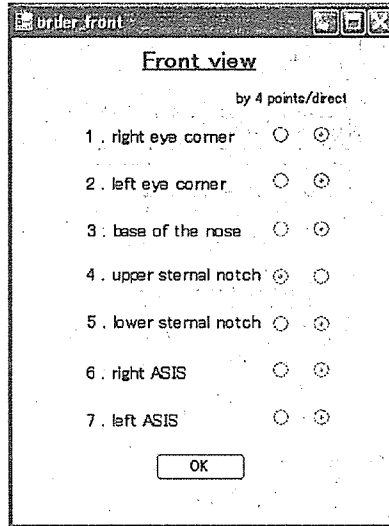 order_front
Front view
by 4 points/direct
1 . right eye corner
2 . left eye corner
3 . base of the nose
4 . upper sternal notch
5 . lower sternal notch
6 . right ASIS
7 . left ASIS
OK